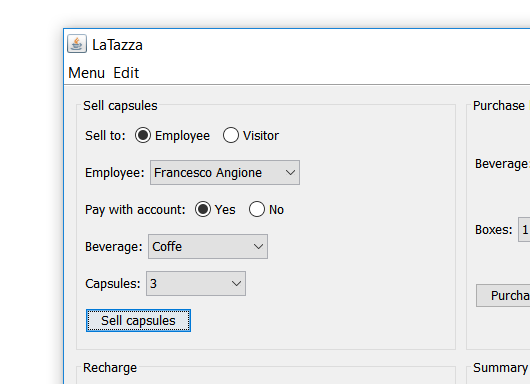 LaTazza
Menu Edit
Sell capsules
Sell to: Employee Visitor
Employee: Francesco Angione
Pay with account: Yes No
Beverage: Coffe
Capsules: 3
Sell capsules
Recharge
Purchase
Beverage:
Boxes: 1
Purcha
Summary